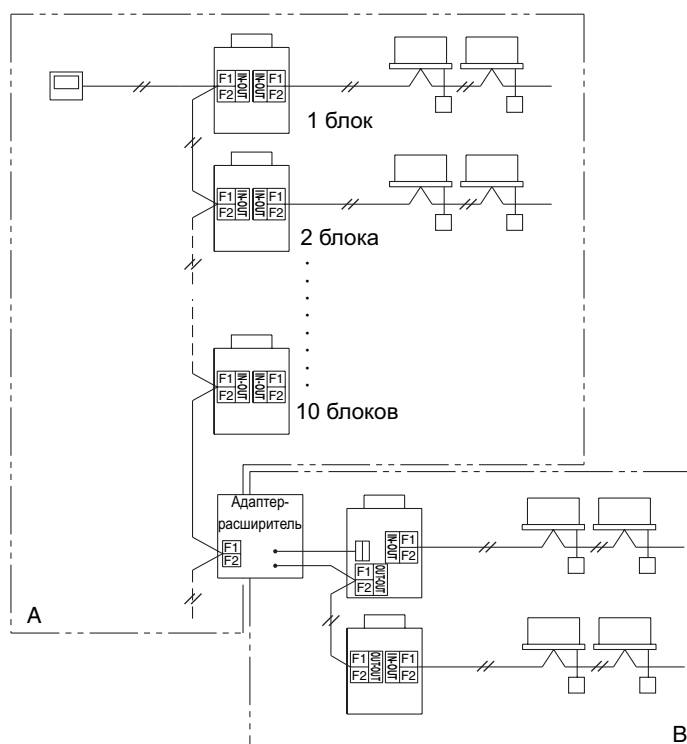 F1 IN-OUT IN-OUT F1
F2 F2
1 блок
F1 IN-OUT IN-OUT F1
F2 F2
2 блока
F1 IN-OUT IN-OUT F1
F2 F2
10 блоков
Адаптер-
расширитель
F1
F2
IN-OUT F1
F2
F1 OUT-OUT
F2
F1 OUT-OUT IN-OUT F1
F2 F2
A
B